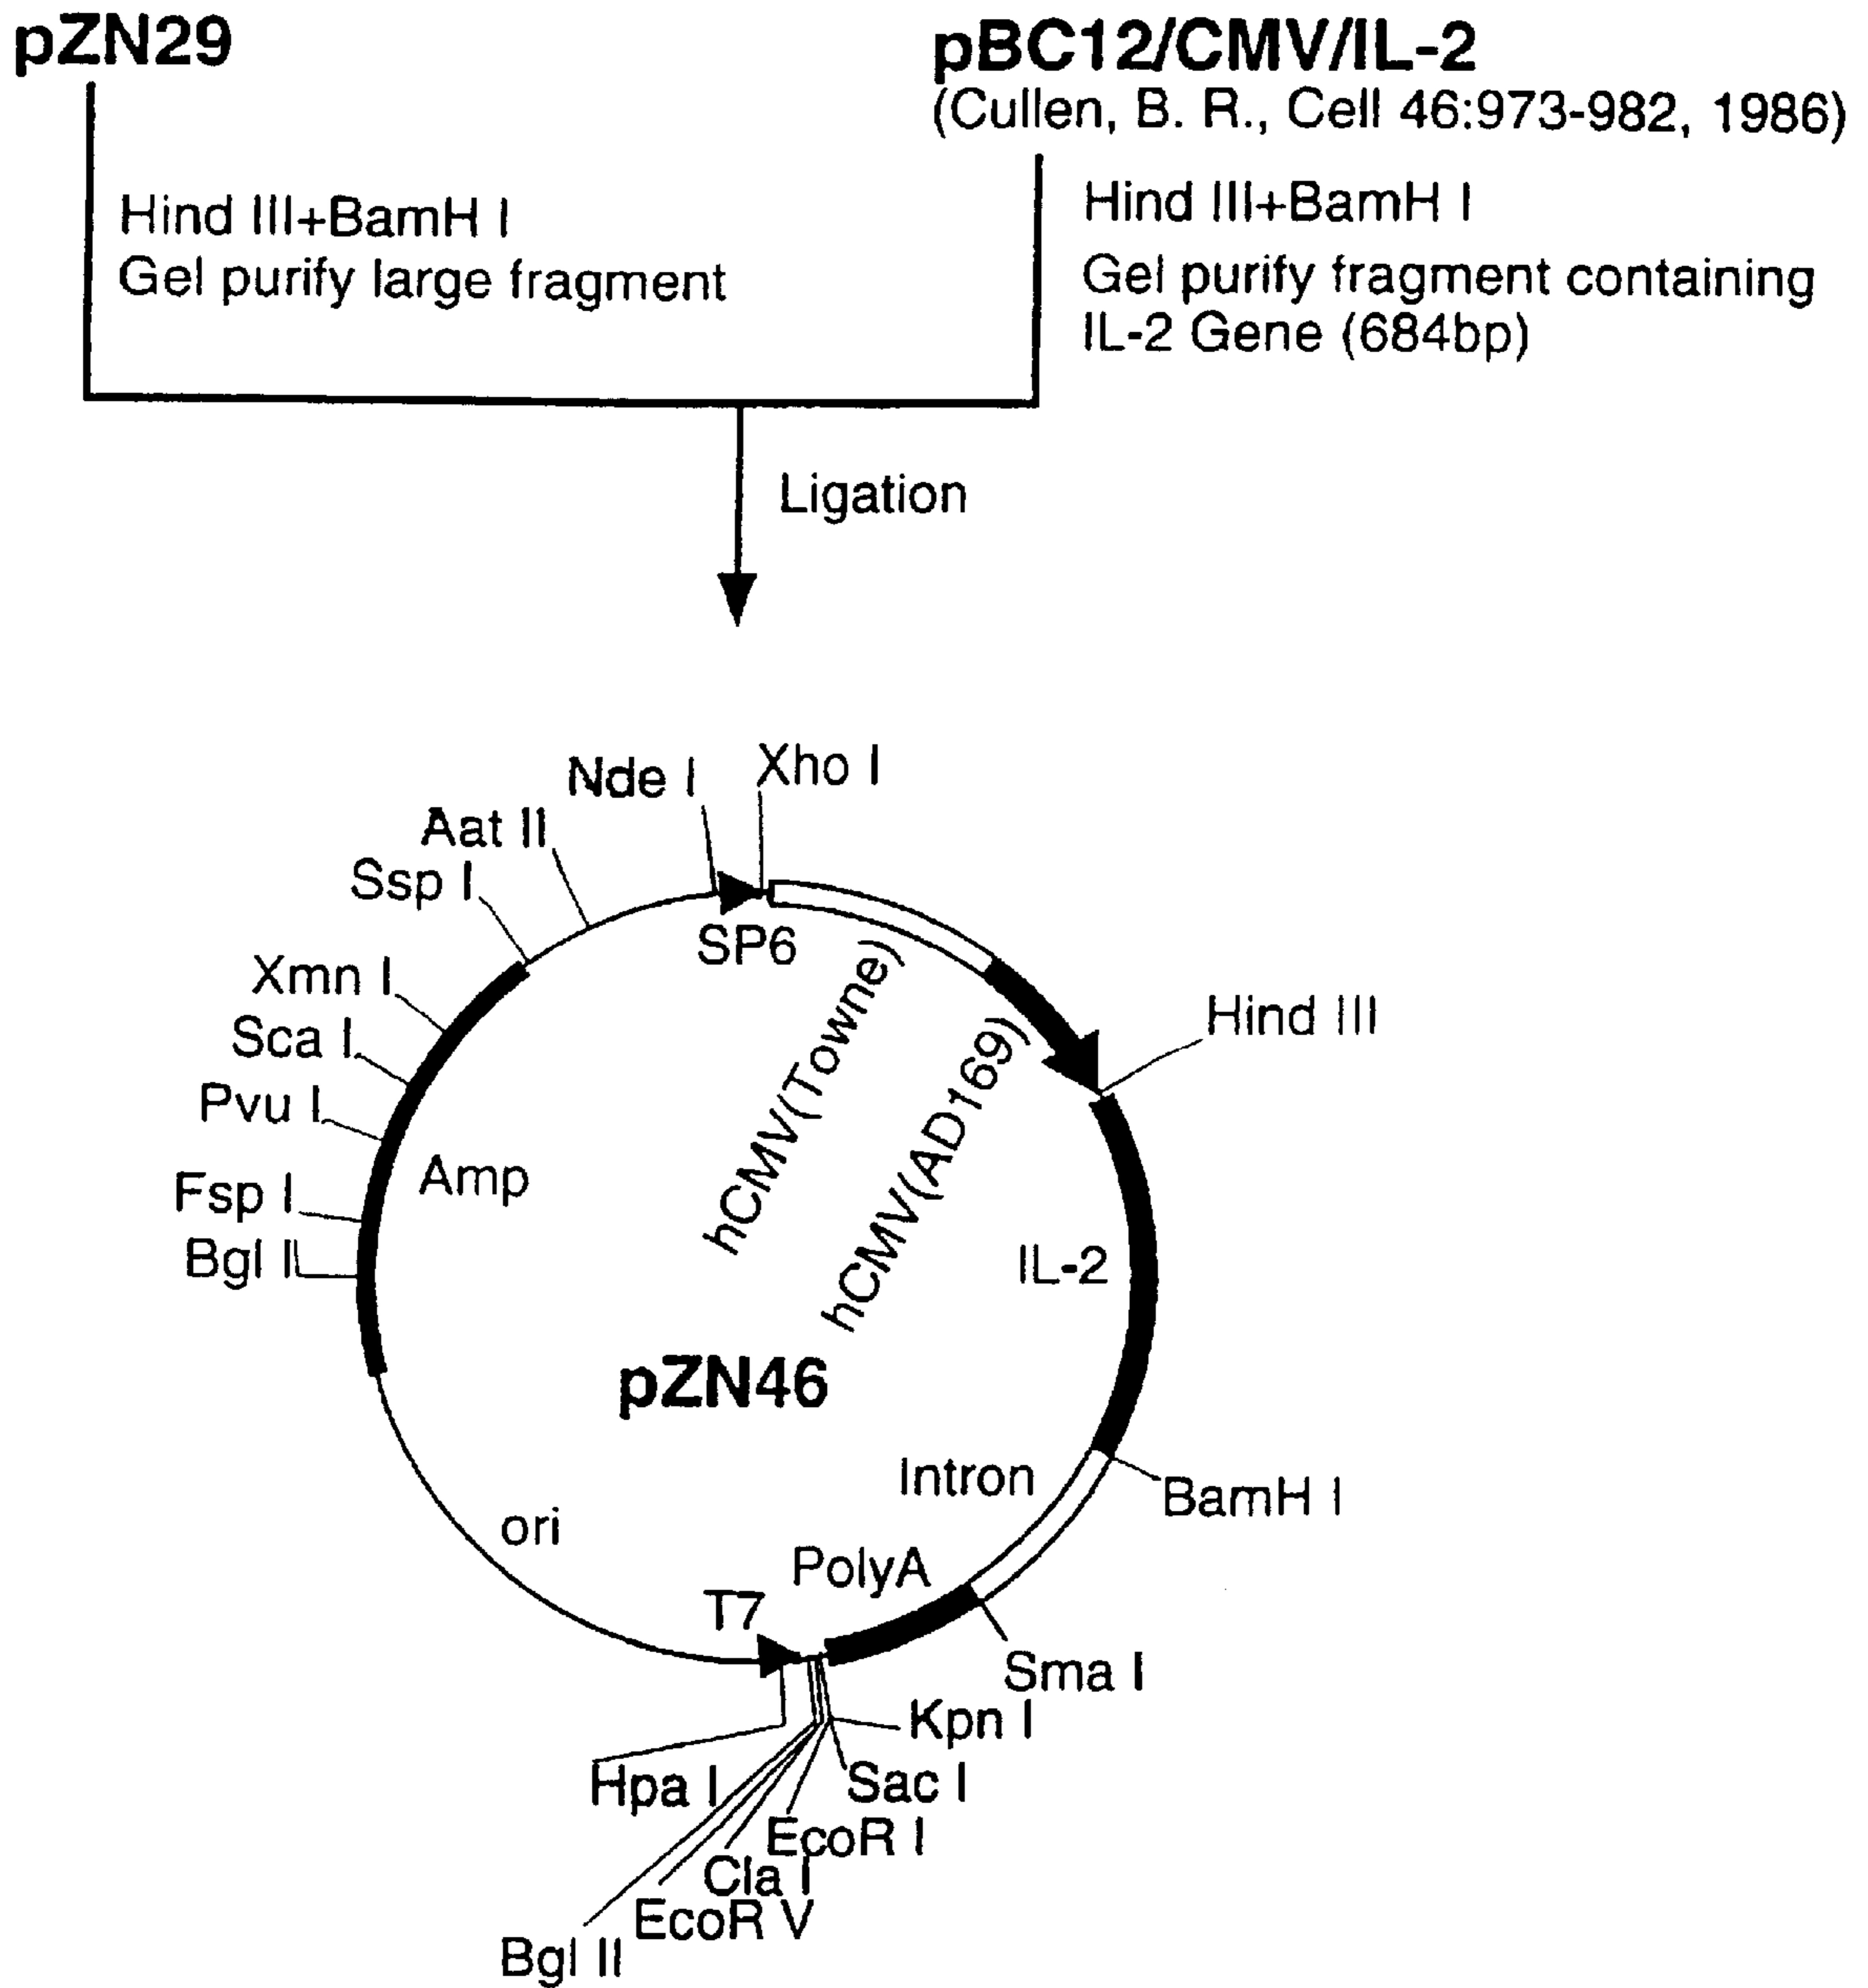 pZN29
pBC12/CMV/IL-2
(Cullen, B. R., Cell 46:973-982, 1986)
Hind III+BamH I
Gel purify large fragment
Hind III+BamH I
Gel purify fragment containing
IL-2 Gene (684bp)
Ligation
Nde I
Xho I
Aat II
Ssp I
SP6
Xmn I
hCMV(Towne)
Hind III
Sca I
hCMV(AD169)
Pvu I
Amp
Fsp I
Bgl I
IL-2
pZN46
Intron
BamH I
ori
PolyA
T7
Sma I
Kpn I
Hpa I
Sac I
EcoR I
Cla I
EcoR V
Bgl II